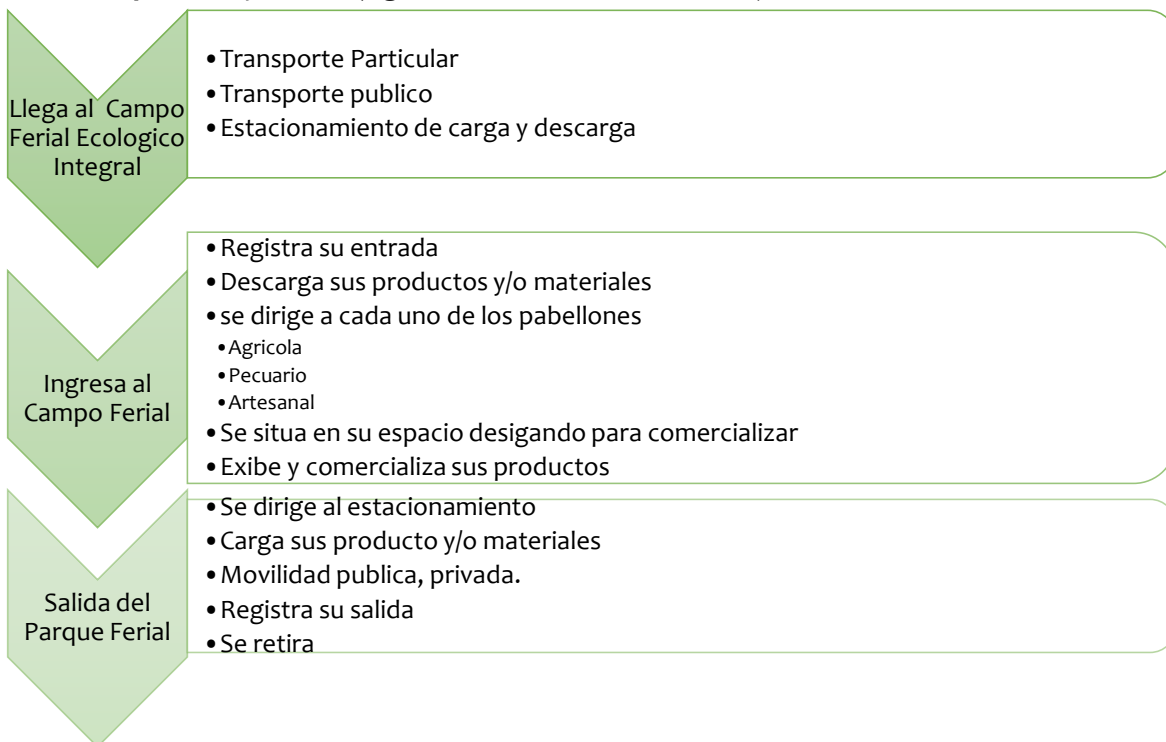 Llega al Campo
Ferial Ecologico
Integral
•Transporte Particular
•Transporte publico
•Estacionamiento de carga y descarga
Ingresa al
Campo Ferial
•Registra su entrada
•Descarga sus productos y/o materiales
•se dirige a cada uno de los pabellones
•Agricola
•Pecuario
•Artesanal
•Se situa en su espacio desigando para comercializar
•Exibe y comercializa sus productos
Salida del
Parque Ferial
•Se dirige al estacionamiento
•Carga sus producto y/o materiales
•Movilidad publica, privada.
•Registra su salida
•Se retira